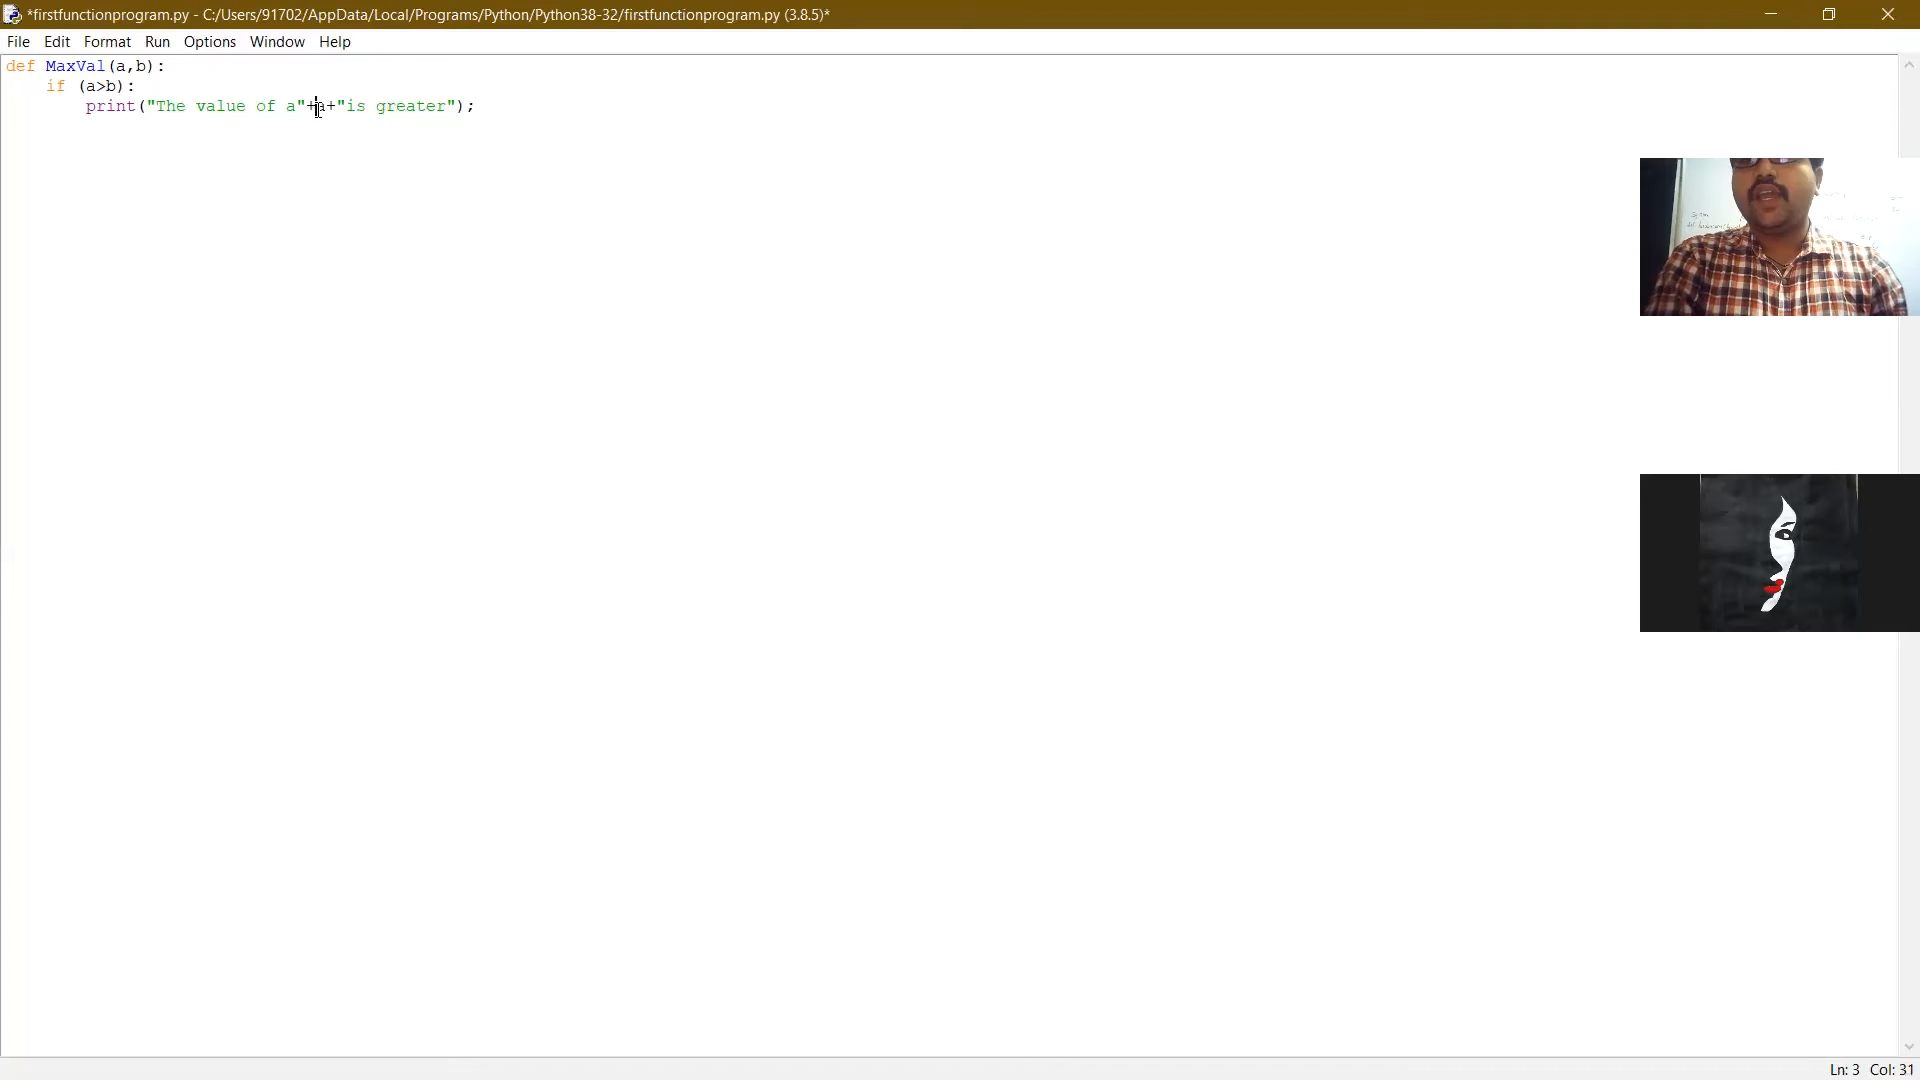 *firstfunctionprogram.py - C:/Users/91702/AppData/Local/Programs/Python/Python38-32/firstfunctionprogram.py (3.8.5)*
File Edit Format Run Options Window Help
def MaxVal(a,b):
    if (a>b):
        print("The value of a"+a+"is greater");
Ln: 3 Col: 31